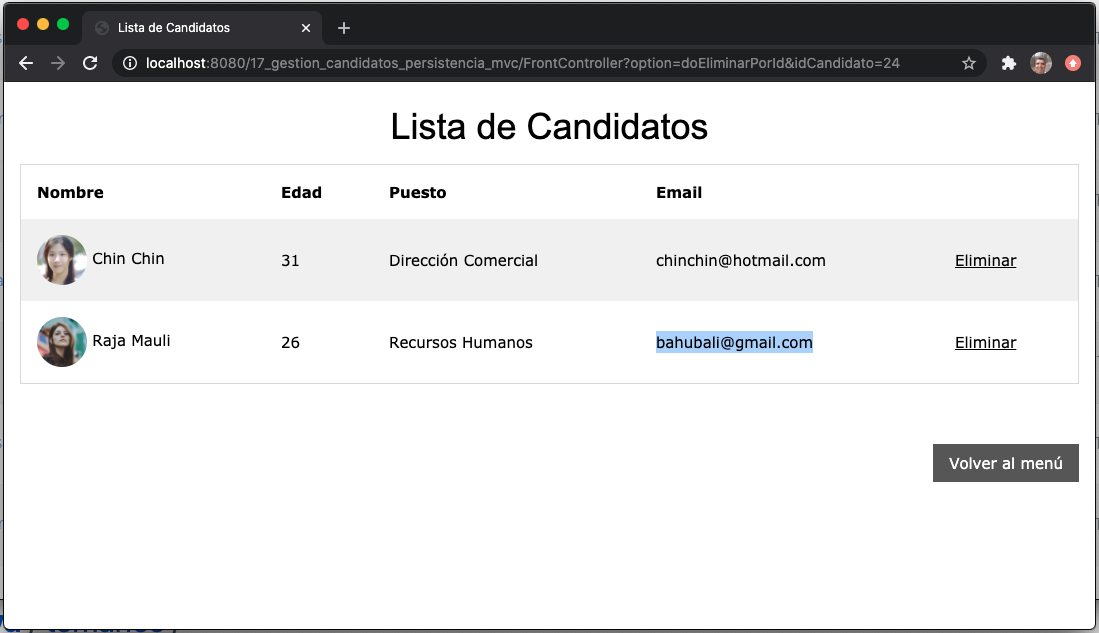 Lista de Candidatos
localhost:8080/17_gestion_candidatos_persistencia_mvc/FrontController?option=doEliminarPorId&idCandidato=24
Lista de Candidatos
Nombre Edad Puesto Email
Chin Chin 31 Dirección Comercial chinchin@hotmail.com Eliminar
Raja Mauli 26 Recursos Humanos bahubali@gmail.com Eliminar
Volver al menú